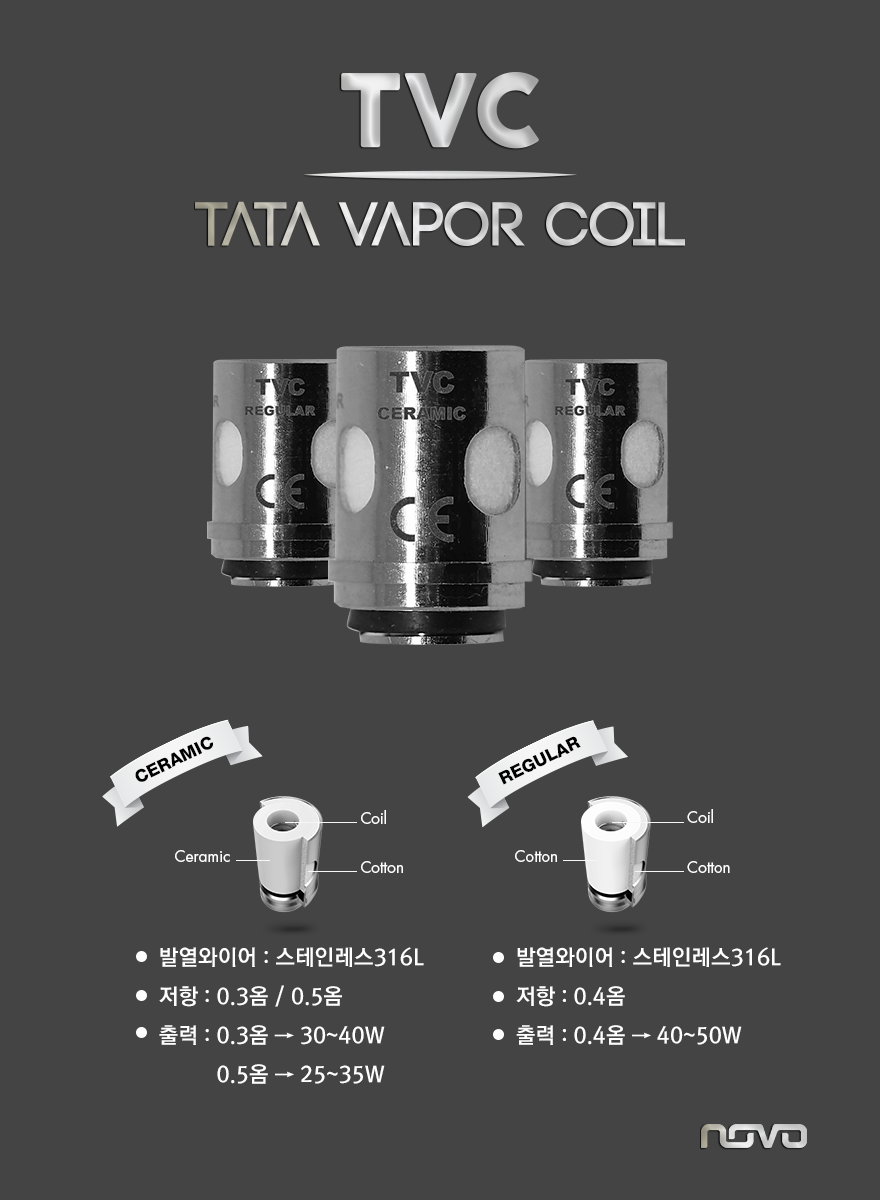 TVC
TATA VAPOR COIL
TVC
REGULAR
CE
TVC
CERAMIC
CE
TVC
REGULAR
CE
CERAMIC
Coil
Ceramic
Cotton
• 발열와이어 : 스테인레스316L
• 저항 : 0.3옴 / 0.5옴
• 출력 : 0.3옴 → 30~40W
0.5옴 → 25~35W
REGULAR
Coil
Cotton
Cotton
• 발열와이어 : 스테인레스316L
• 저항 : 0.4옴
• 출력 : 0.4옴 → 40~50W
novo